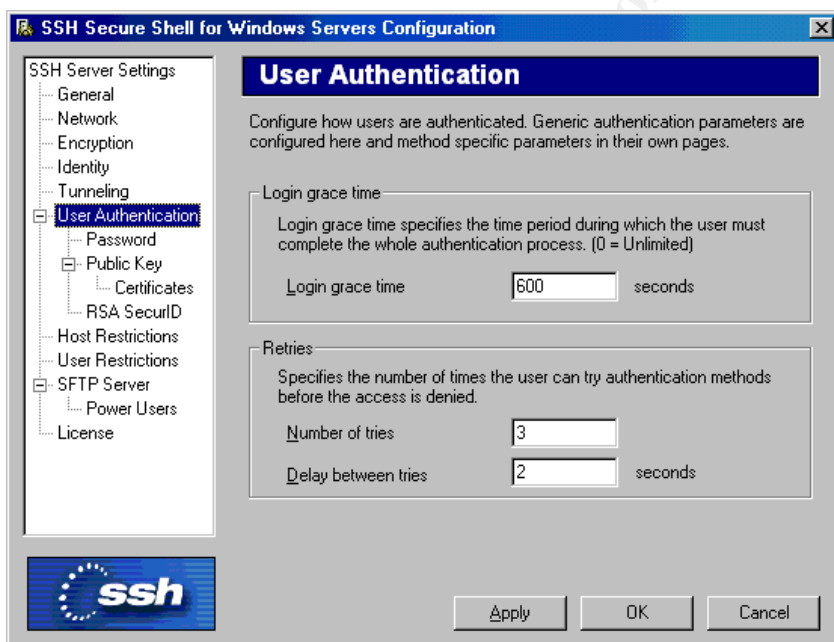 SSH Secure Shell for Windows Servers Configuration
SSH Server Settings
General
Network
Encryption
Identity
Tunneling
User Authentication
Password
Public Key
Certificates
RSA SecurID
Host Restrictions
User Restrictions
SFTP Server
Power Users
License
ssh
User Authentication
Configure how users are authenticated. Generic authentication parameters are
configured here and method specific parameters in their own pages.
Login grace time
Login grace time specifies the time period during which the user must
complete the whole authentication process. (0 = Unlimited)
Login grace time 600 seconds
Retries
Specifies the number of times the user can try authentication methods
before the access is denied.
Number of tries 3
Delay between tries 2 seconds
Apply OK Cancel